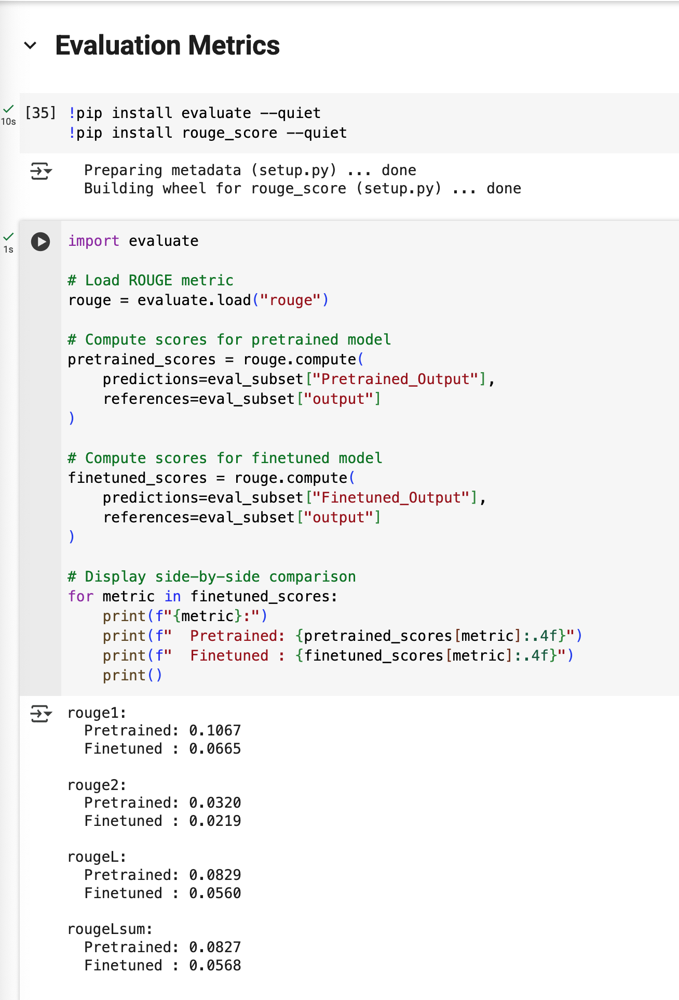 Evaluation Metrics
[35] !pip install evaluate --quiet
10s
!pip install rouge_score --quiet
Preparing metadata (setup.py) ... done
Building wheel for rouge_score (setup.py) ... done
1s
import evaluate
# Load ROUGE metric
rouge = evaluate.load("rouge")
# Compute scores for pretrained model
pretrained_scores = rouge.compute(
    predictions=eval_subset["Pretrained_Output"],
    references=eval_subset["output"]
)
# Compute scores for finetuned model
finetuned_scores = rouge.compute(
    predictions=eval_subset["Finetuned_Output"],
    references=eval_subset["output"]
)
# Display side-by-side comparison
for metric in finetuned_scores:
    print(f"{metric}:")
    print(f"  Pretrained: {pretrained_scores[metric]:.4f}")
    print(f"  Finetuned : {finetuned_scores[metric]:.4f}")
    print()
rouge1:
  Pretrained: 0.1067
  Finetuned : 0.0665
rouge2:
  Pretrained: 0.0320
  Finetuned : 0.0219
rougeL:
  Pretrained: 0.0829
  Finetuned : 0.0560
rougeLsum:
  Pretrained: 0.0827
  Finetuned : 0.0568